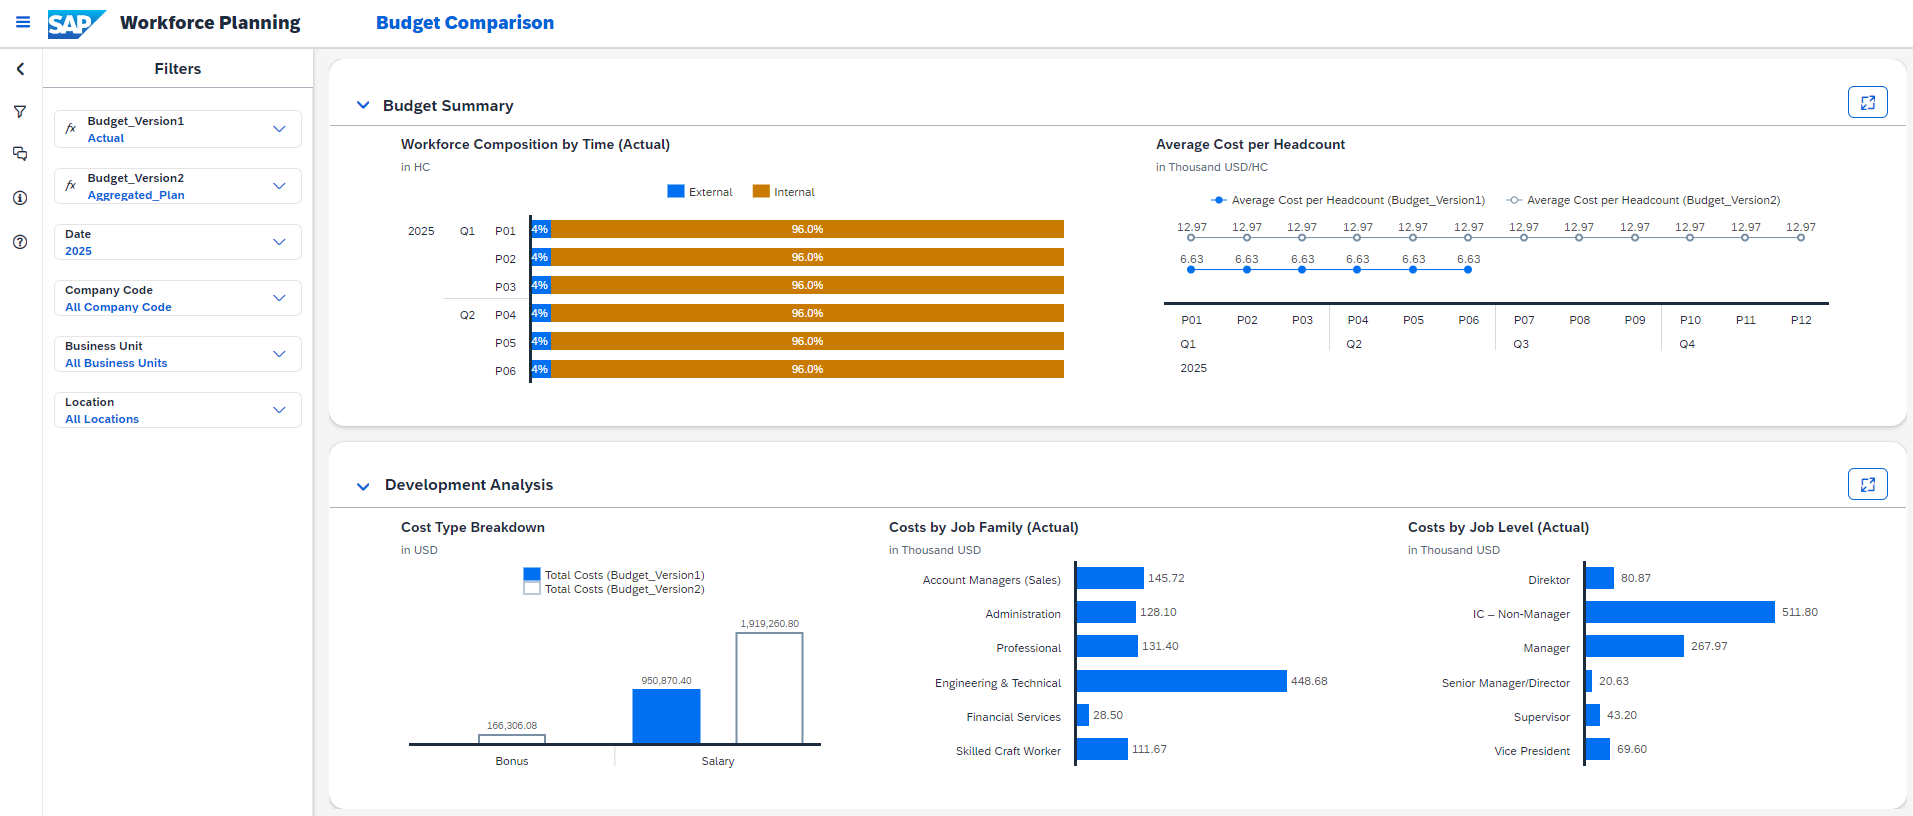 SAP Workforce Planning Budget Comparison
Filters
fx Budget_Version1
Actual
fx Budget_Version2
Aggregated_Plan
Date
2025
Company Code
All Company Code
Business Unit
All Business Units
Location
All Locations
Budget Summary
Workforce Composition by Time (Actual)
in HC
External Internal
2025 Q1 P01 4% 96.0%
P02 4% 96.0%
P03 4% 96.0%
Q2 P04 4% 96.0%
P05 4% 96.0%
P06 4% 96.0%
Average Cost per Headcount
in Thousand USD/HC
Average Cost per Headcount (Budget_Version1) Average Cost per Headcount (Budget_Version2)
12.97 12.97 12.97 12.97 12.97 12.97 12.97 12.97 12.97 12.97 12.97 12.97
6.63 6.63 6.63 6.63 6.63 6.63
P01 P02 P03 P04 P05 P06 P07 P08 P09 P10 P11 P12
Q1 Q2 Q3 Q4
2025
Development Analysis
Cost Type Breakdown
in USD
Total Costs (Budget_Version1)
Total Costs (Budget_Version2)
1,919,260.80
950,870.40
166,306.08
Bonus Salary
Costs by Job Family (Actual)
in Thousand USD
Account Managers (Sales) 145.72
Administration 128.10
Professional 131.40
Engineering & Technical 448.68
Financial Services 28.50
Skilled Craft Worker 111.67
Costs by Job Level (Actual)
in Thousand USD
Direktor 80.87
IC – Non-Manager 511.80
Manager 267.97
Senior Manager/Director 20.63
Supervisor 43.20
Vice President 69.60